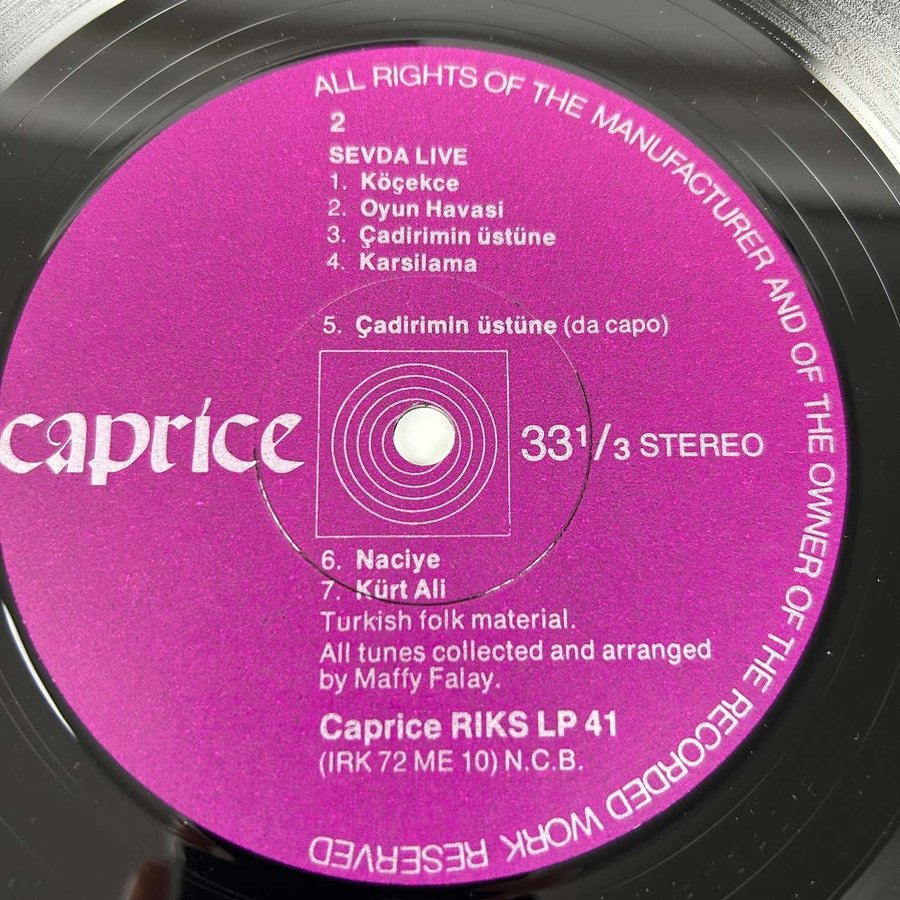 ALL RIGHTS OF THE MANUFACTURER AND OF THE OWNER OF THE RECORDED WORK RESERVED
2
SEVDA LIVE
1. Köçekce
2. Oyun Havasi
3. Çadirimin üstüne
4. Karsilama
5. Çadirimin üstüne (da capo)
caprice
33 1/3 STEREO
6. Naciye
7. Kürt Ali
Turkish folk material.
All tunes collected and arranged
by Maffy Falay.
Caprice RIKS LP 41
(IRK 72 ME 10) N.C.B.